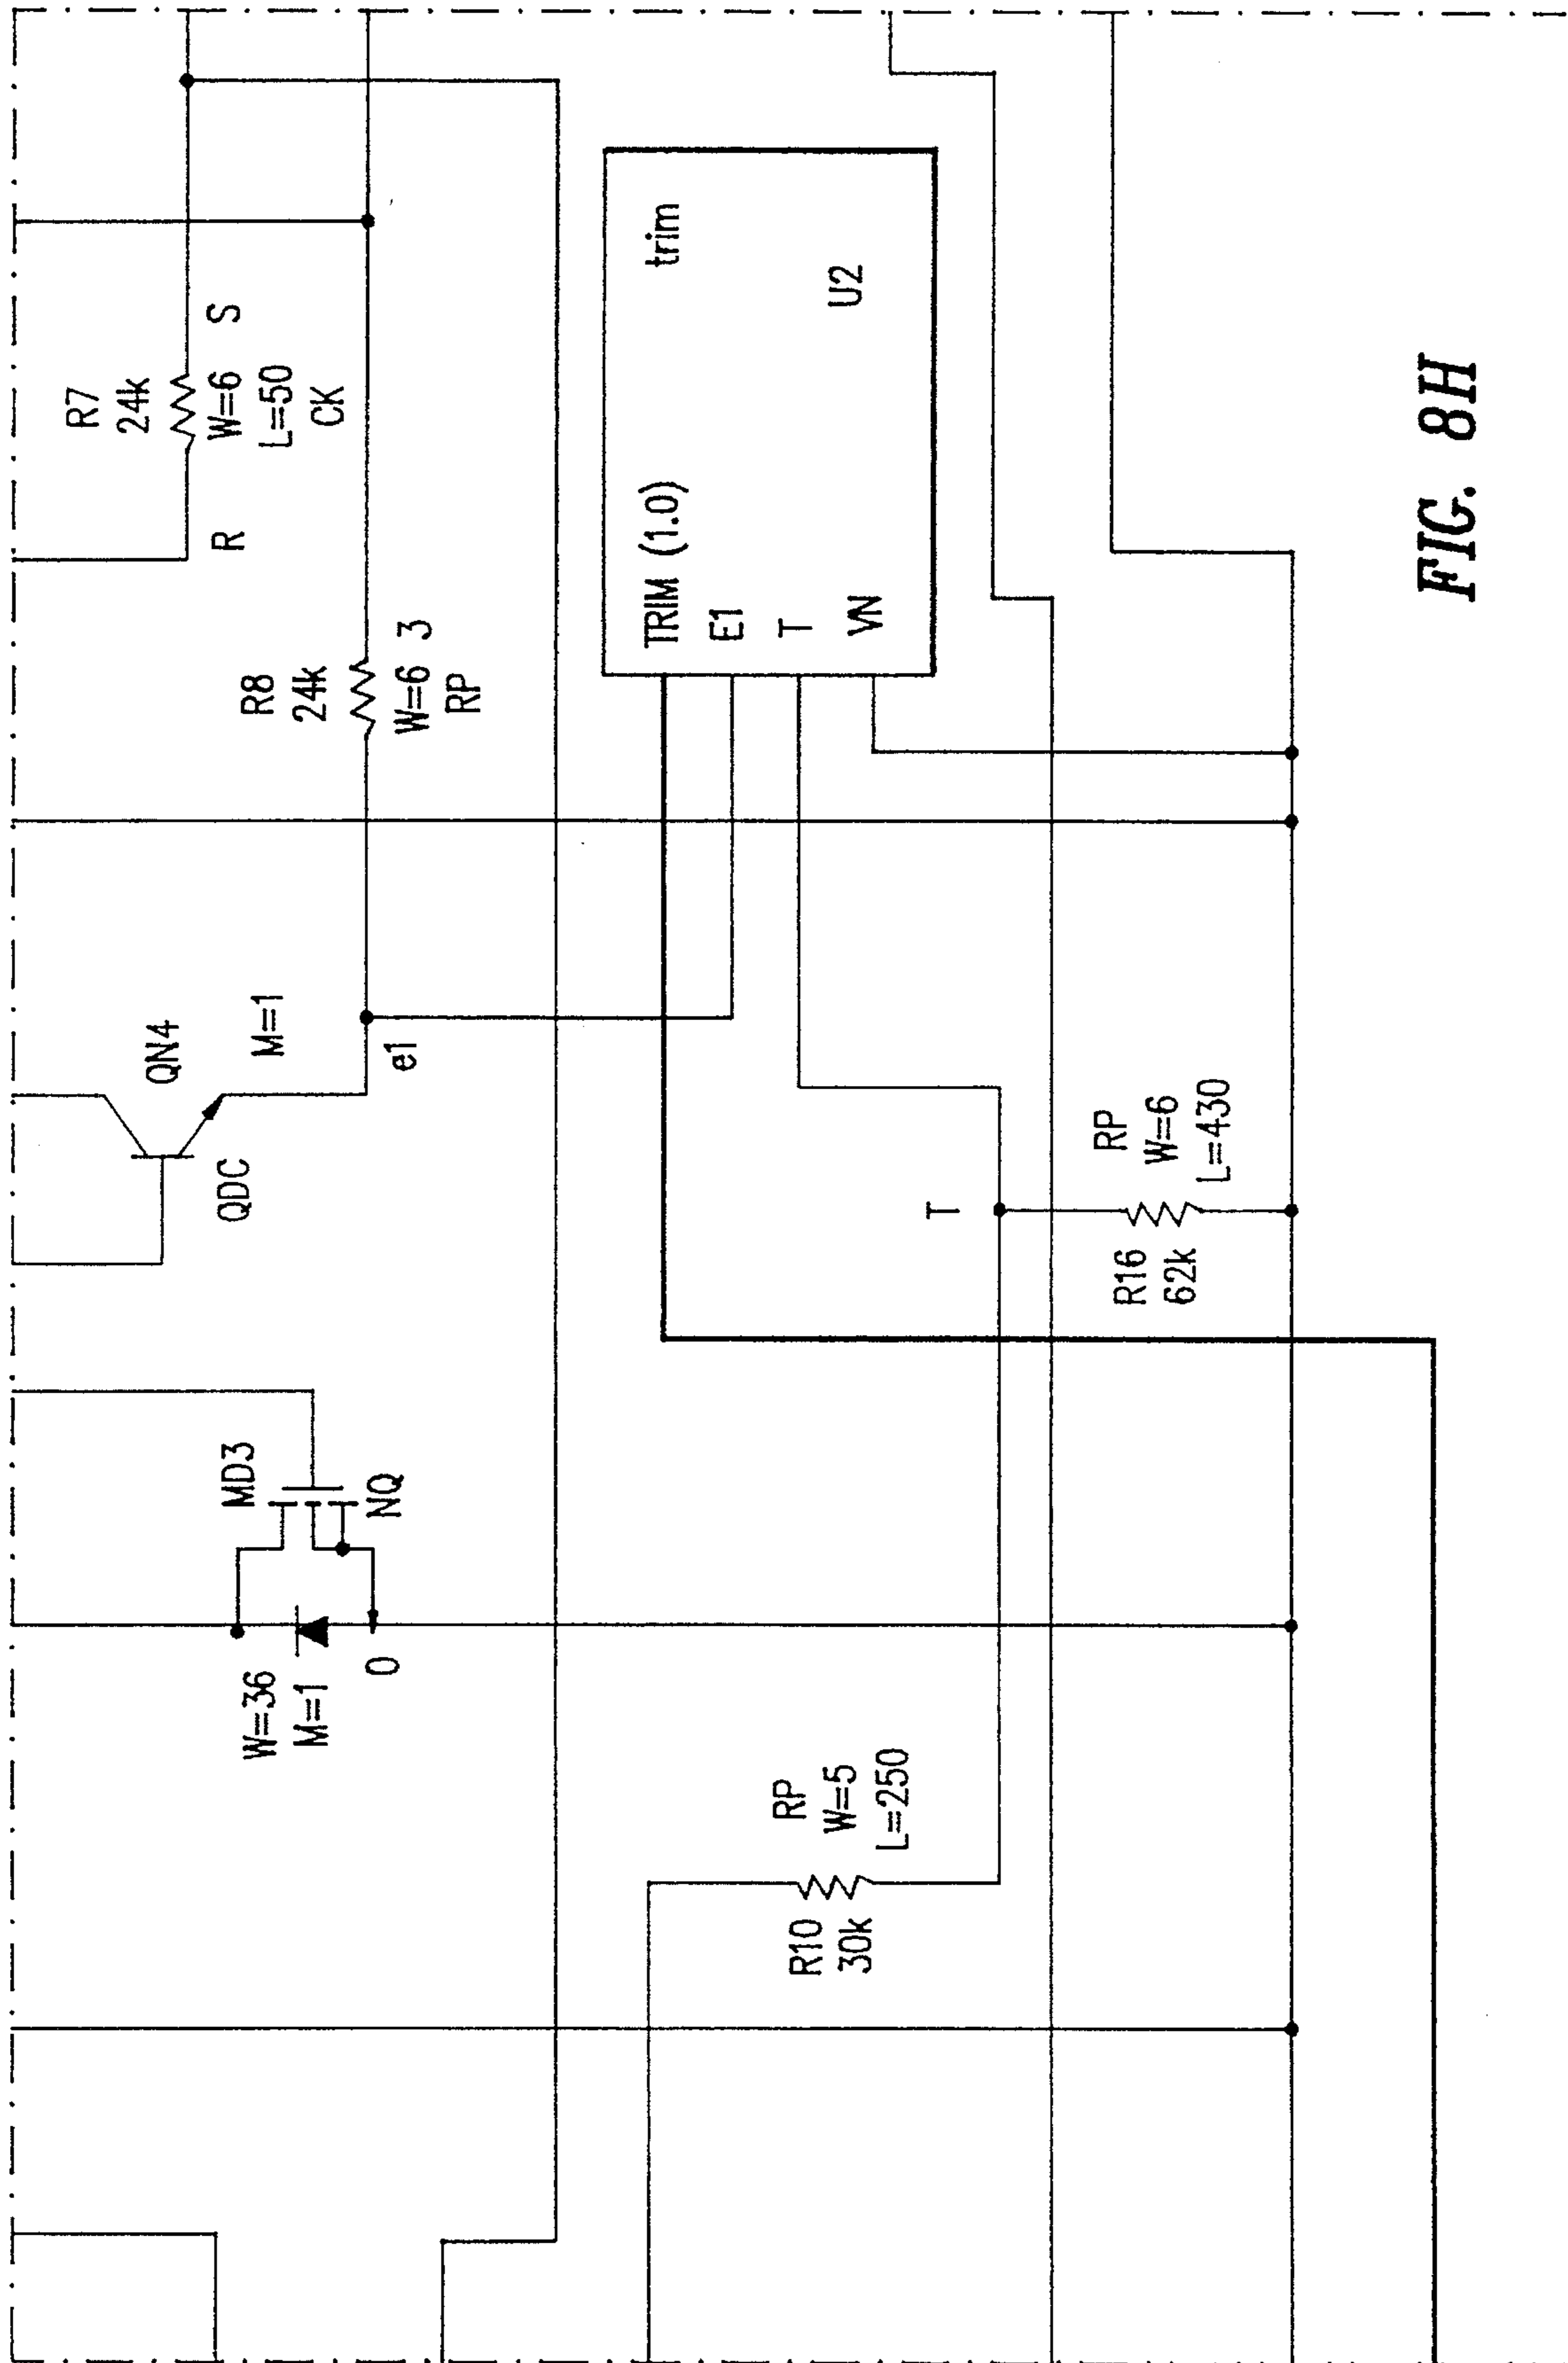 R7
24k
W=6 S
L=50
CK
R
R8
24k
W=6 3
RP
trim
U2
TRIM (1.0)
E1
T
VN
QN4
M=1
QDC
e1
MD3
NQ
W=36
M=1
0
T
RP
W=6
L=430
R16
62k
RP
W=5
L=250
R10
30k
FIG. 8H